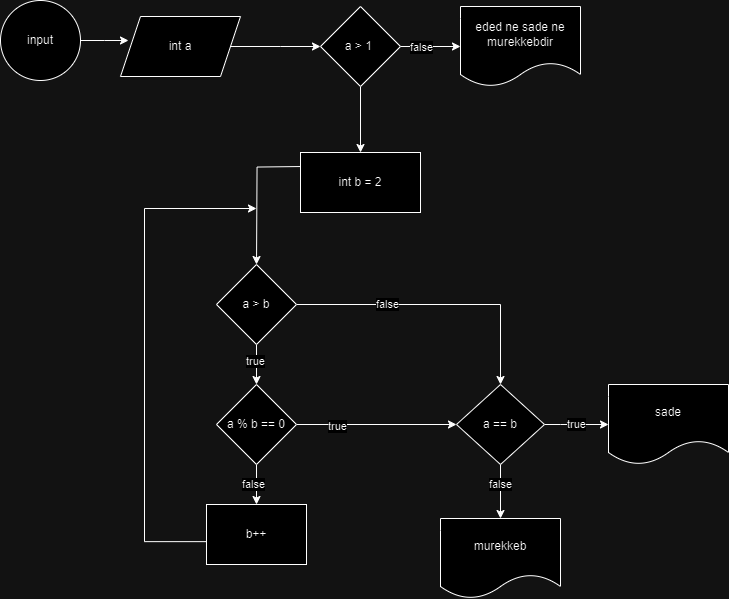 input
int a
a > 1
false
eded ne sade ne
murekkebdir
int b = 2
a > b
false
true
a % b == 0
true
a == b
true
sade
false
false
b++
murekkeb